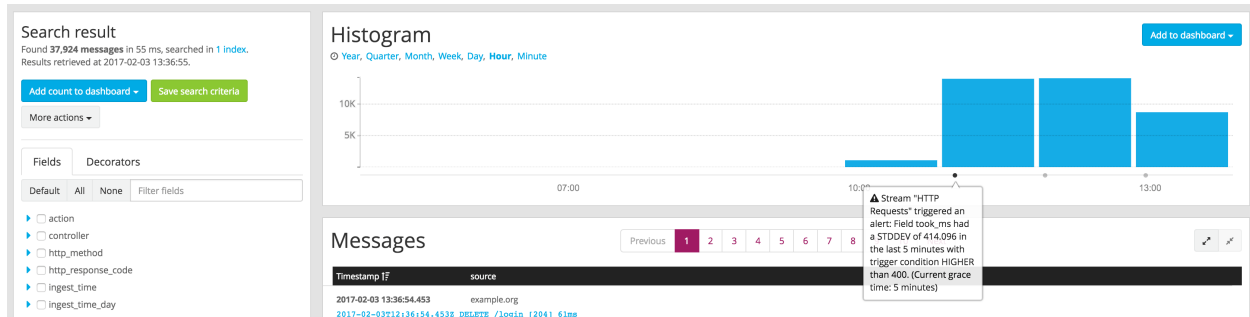 Search result
Found 37,924 messages in 55 ms, searched in 1 index.
Results retrieved at 2017-02-03 13:36:55.
Add count to dashboard
Save search criteria
More actions
Fields
Decorators
Default
All
None
Filter fields
action
controller
http_method
http_response_code
ingest_time
ingest_time_day
Histogram
Add to dashboard
Year, Quarter, Month, Week, Day, Hour, Minute
10K
5K
07:00
10:00
13:00
Stream "HTTP
Requests" triggered an
alert: Field took_ms had
a STDDEV of 414.096 in
the last 5 minutes with
trigger condition HIGHER
than 400. (Current grace
time: 5 minutes)
Messages
Previous 1 2 3 4 5 6 7 8
Timestamp
source
2017-02-03 13:36:54.453
example.org
2017-02-03T12:36:54.453Z DELETE /login [204] 61ms